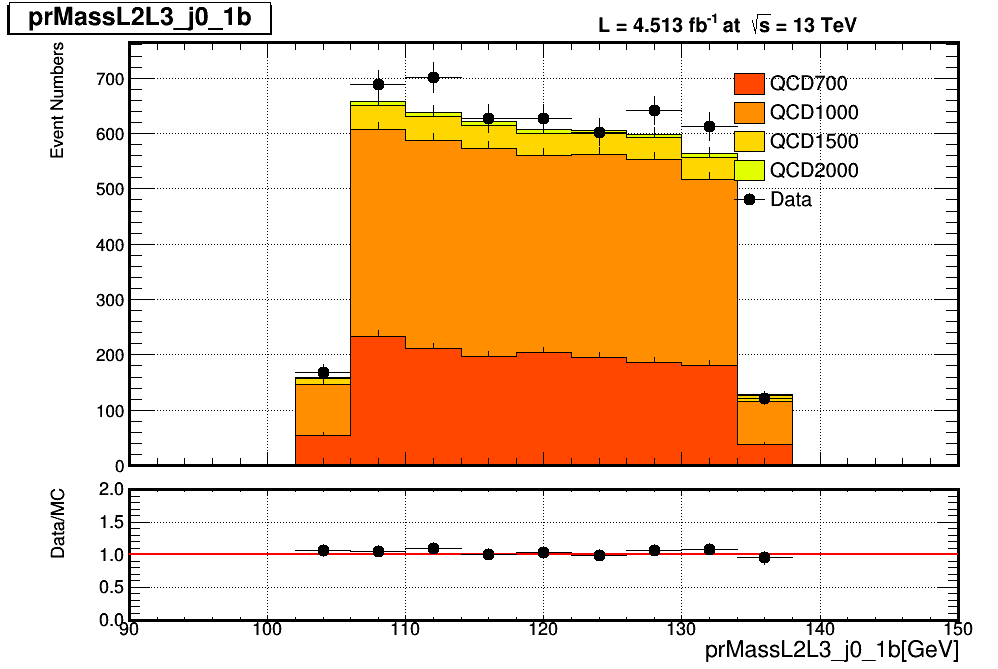 prMassL2L3_j0_1b
L = 4.513 fb⁻¹ at √s = 13 TeV
Event Numbers
700
600
500
400
300
200
100
0
QCD700
QCD1000
QCD1500
QCD2000
Data
Data/MC
2.0
1.5
1.0
0.5
0.0
90 100 110 120 130 140 150
prMassL2L3_j0_1b[GeV]